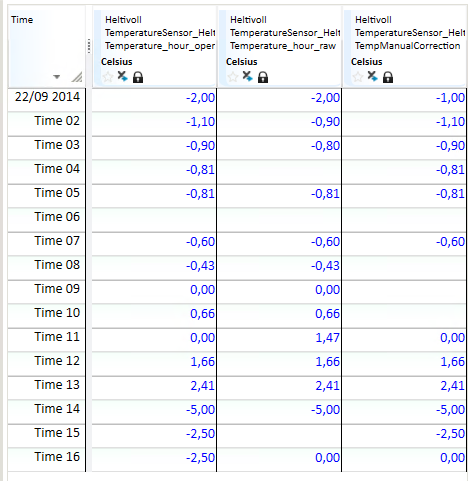 Time Heltivoll Heltivoll Heltivoll
TemperatureSensor_Helt TemperatureSensor_Helt TemperatureSensor_Helt
Temperature_hour_oper Temperature_hour_raw TempManualCorrection
Celsius Celsius Celsius
22/09 2014 -2,00 -2,00 -1,00
Time 02 -1,10 -0,90 -1,10
Time 03 -0,90 -0,80 -0,90
Time 04 -0,81 -0,81
Time 05 -0,81 -0,81 -0,81
Time 06
Time 07 -0,60 -0,60 -0,60
Time 08 -0,43 -0,43
Time 09 0,00 0,00
Time 10 0,66 0,66
Time 11 0,00 1,47 0,00
Time 12 1,66 1,66 1,66
Time 13 2,41 2,41 2,41
Time 14 -5,00 -5,00 -5,00
Time 15 -2,50 -2,50
Time 16 -2,50 0,00 0,00